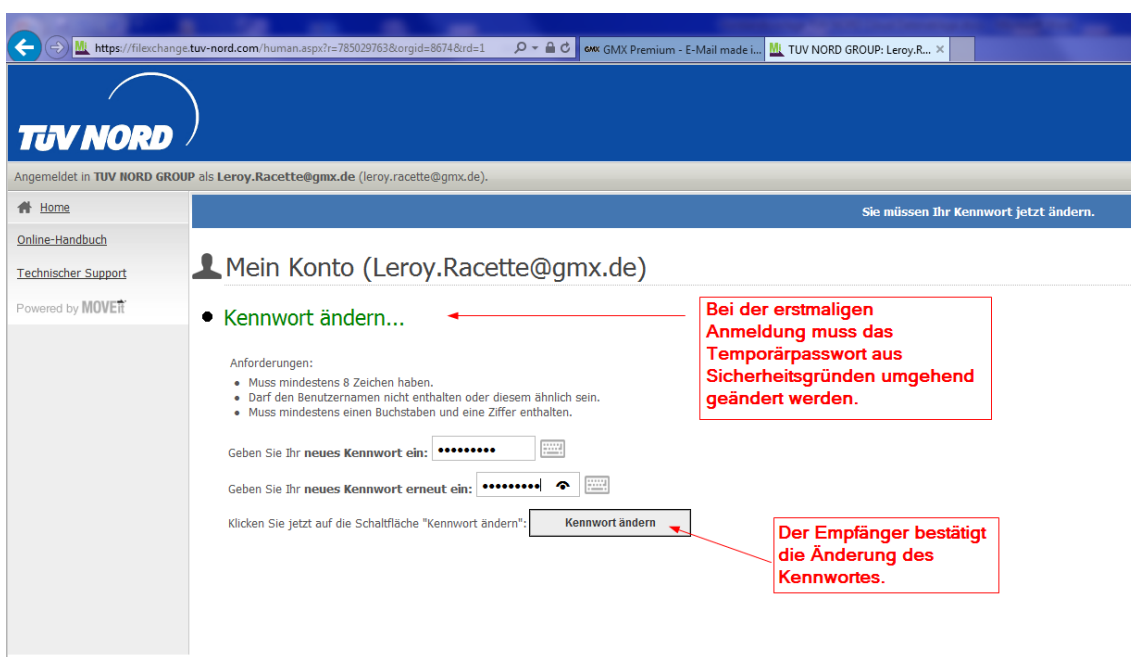 https://filexchange.tuv-nord.com/human.aspx?r=785029763&orgid=8674&rd=1
GMX GMX Premium - E-Mail made i...
TUV NORD GROUP: Leroy.R...
TÜV NORD
Angemeldet in TUV NORD GROUP als Leroy.Racette@gmx.de (leroy.racette@gmx.de).
Home
Sie müssen Ihr Kennwort jetzt ändern.
Online-Handbuch
Technischer Support
Powered by MOVEit
Mein Konto (Leroy.Racette@gmx.de)
Kennwort ändern...
Bei der erstmaligen
Anmeldung muss das
Temporärpasswort aus
Sicherheitsgründen umgehend
geändert werden.
Anforderungen:
Muss mindestens 8 Zeichen haben.
Darf den Benutzernamen nicht enthalten oder diesem ähnlich sein.
Muss mindestens einen Buchstaben und eine Ziffer enthalten.
Geben Sie Ihr neues Kennwort ein:
Geben Sie Ihr neues Kennwort erneut ein:
Klicken Sie jetzt auf die Schaltfläche "Kennwort ändern": Kennwort ändern
Der Empfänger bestätigt
die Änderung des
Kennwortes.